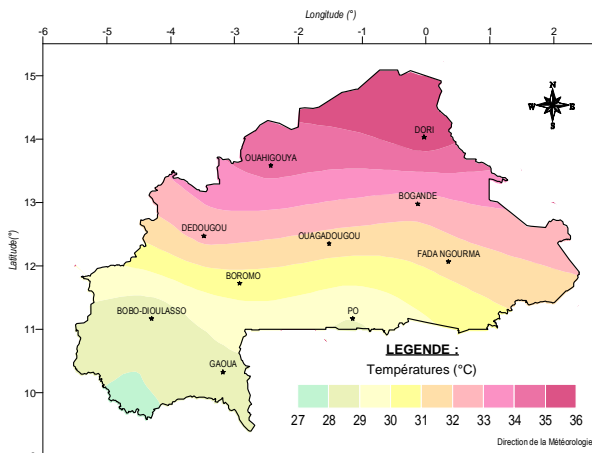 Longitude (°)
-6 -5 -4 -3 -2 -1 0 1 2
15
N
W E
S
DORI
14
OUAHIGOUYA
13
BOGANDE
DEDOUGOU
OUAGADOUGOU
FADA NGOURMA
Latitude(°)
12
BOROMO
BOBO-DIOULASSO
PO
11
LEGENDE :
GAOUA
Températures (°C)
10
27 28 29 30 31 32 33 34 35 36
Direction de la Météorologie